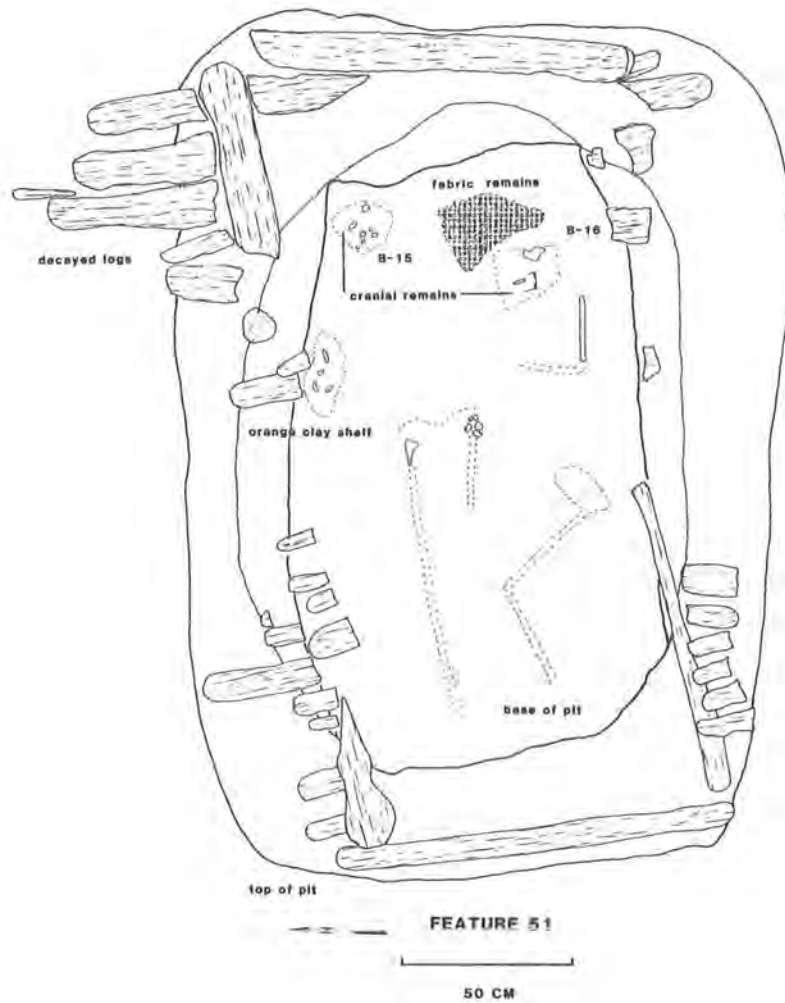 fabric remains
B-15
B-16
decayed logs
cranial remains
orange clay shelf
base of pit
top of pit
FEATURE 51
50 CM